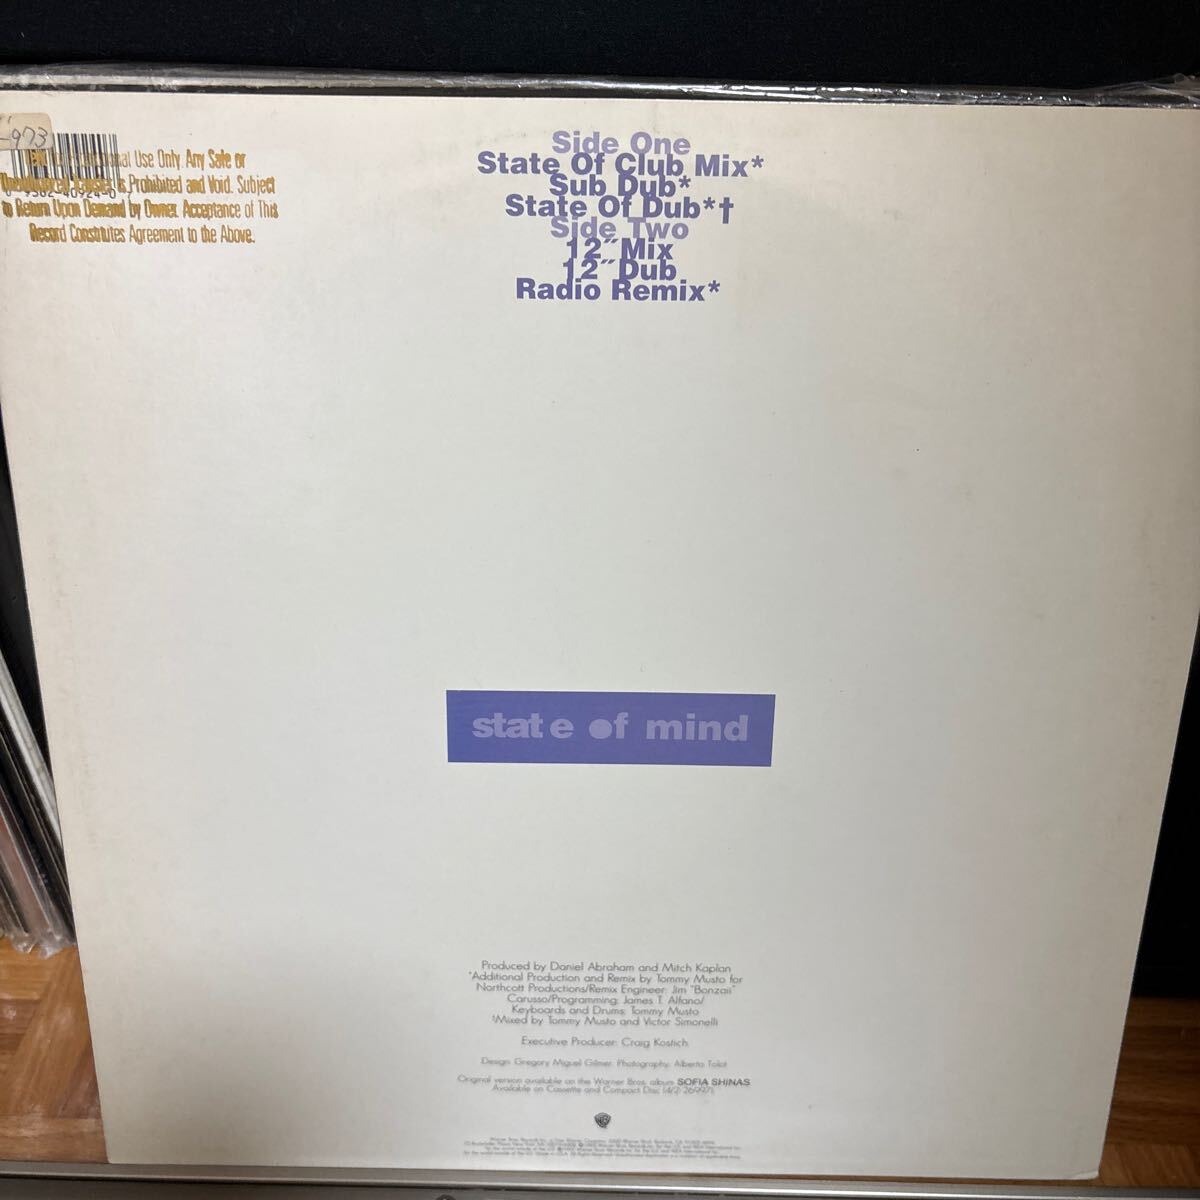 -973
Use Only. Any Sale or
is Prohibited and Void. Subject
to Return Upon Demand by Owner. Acceptance of This
Record Constitutes Agreement to the Above.
Side One
State Of Club Mix*
Sub Dub*
State Of Dub*†
Side Two
12" Mix
12" Dub
Radio Remix*
state of mind
Produced by Daniel Abraham and Mitch Kaplan
*Additional Production and Remix by Tommy Musto for
Northcott Productions/Remix Engineer: Jim "Bonzaii"
Carusso/Programming: James T. Alfano/
Keyboards and Drums: Tommy Musto
†Mixed by Tommy Musto and Victor Simonelli
Executive Producer: Craig Kostich.
Design: Gregory Miguel Gilmer. Photography: Alberto Tolot
Original version available on the Warner Bros. album SOFIA SHINAS
Available on Cassette and Compact Disc (4/2/26997).